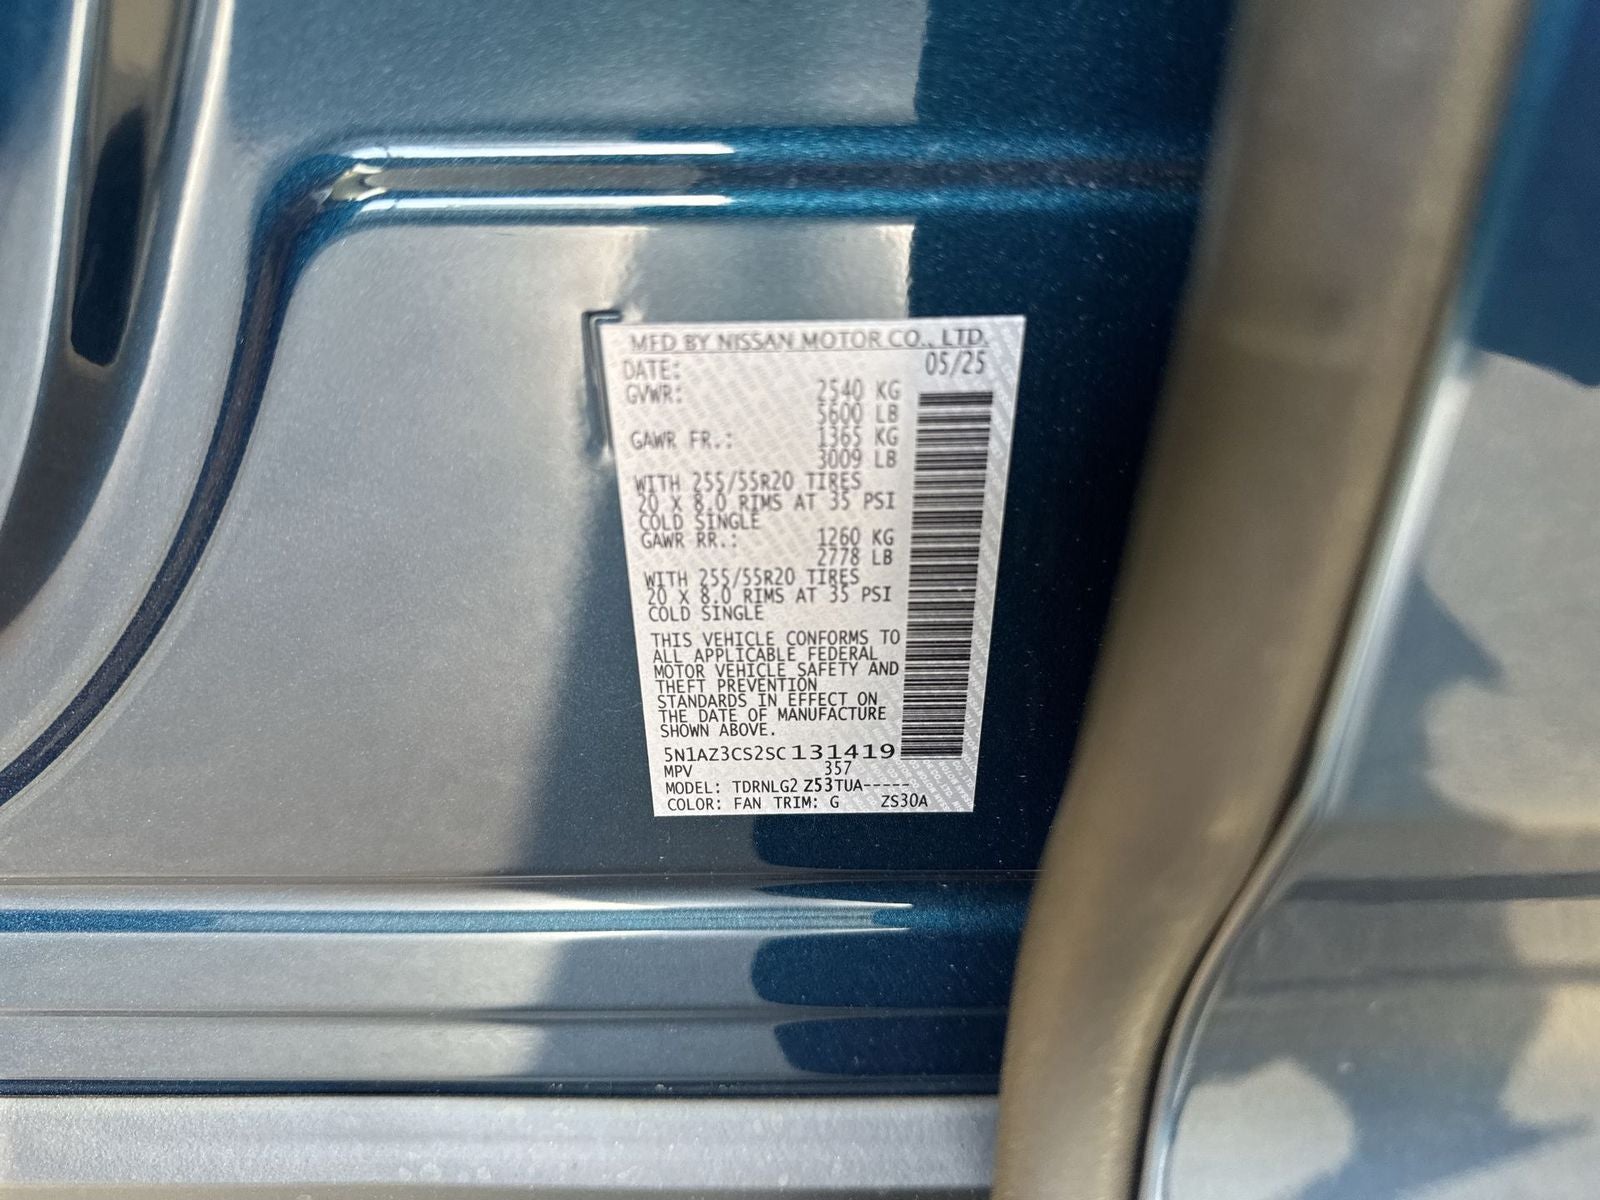 MFD BY NISSAN MOTOR CO., LTD.
DATE: 05/25
GVWR: 2540 KG
5600 LB
GAWR FR.: 1365 KG
3009 LB
WITH 255/55R20 TIRES
20 X 8.0 RIMS AT 35 PSI
COLD SINGLE
GAWR RR.: 1260 KG
2778 LB
WITH 255/55R20 TIRES
20 X 8.0 RIMS AT 35 PSI
COLD SINGLE
THIS VEHICLE CONFORMS TO
ALL APPLICABLE FEDERAL
MOTOR VEHICLE SAFETY AND
THEFT PREVENTION
STANDARDS IN EFFECT ON
THE DATE OF MANUFACTURE
SHOWN ABOVE.
5N1AZ3CS2SC131419
MPV 357
MODEL: TDRNLG2 Z53TUA-----
COLOR: FAN TRIM: G ZS30A